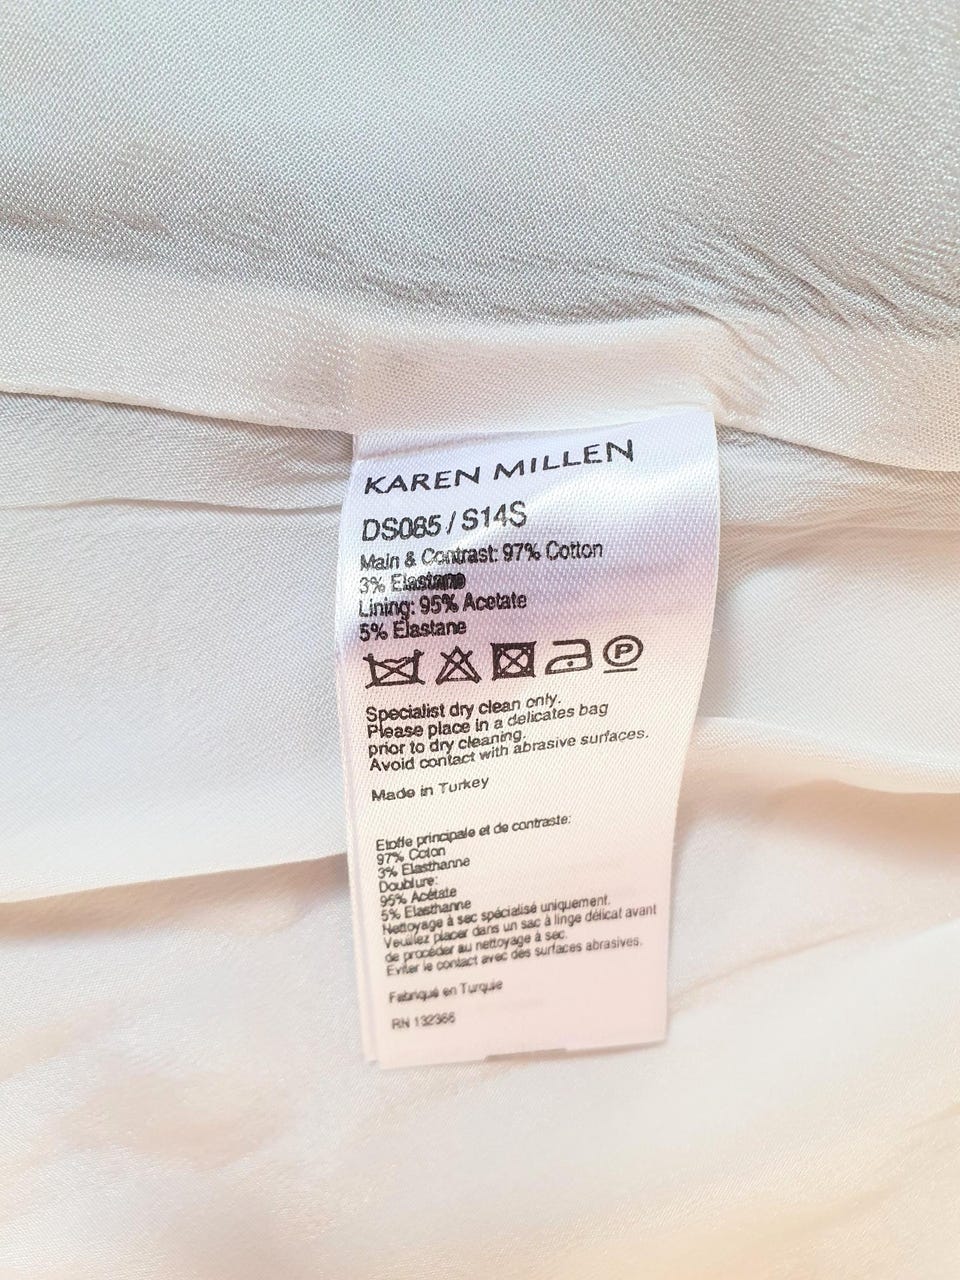 KAREN MILLEN
DS085 / S14S
Main & Contrast: 97% Cotton
3% Elastane
Lining: 95% Acetate
5% Elastane
P
Specialist dry clean only.
Please place in a delicates bag
prior to dry cleaning.
Avoid contact with abrasive surfaces.
Made in Turkey
Etoffe principale et de contraste:
97% Coton
3% Elasthanne
Doublure:
95% Acétate
5% Elasthanne
Nettoyage à sec spécialisé uniquement.
Veuillez placer dans un sac à linge délicat avant
de procéder au nettoyage à sec.
Eviter le contact avec des surfaces abrasives.
Fabriqué en Turquie
RN 132366